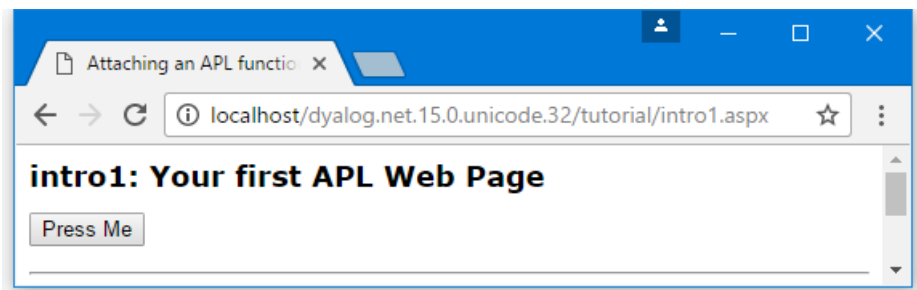 Attaching an APL functio
localhost/dyalog.net.15.0.unicode.32/tutorial/intro1.aspx
intro1: Your first APL Web Page
Press Me